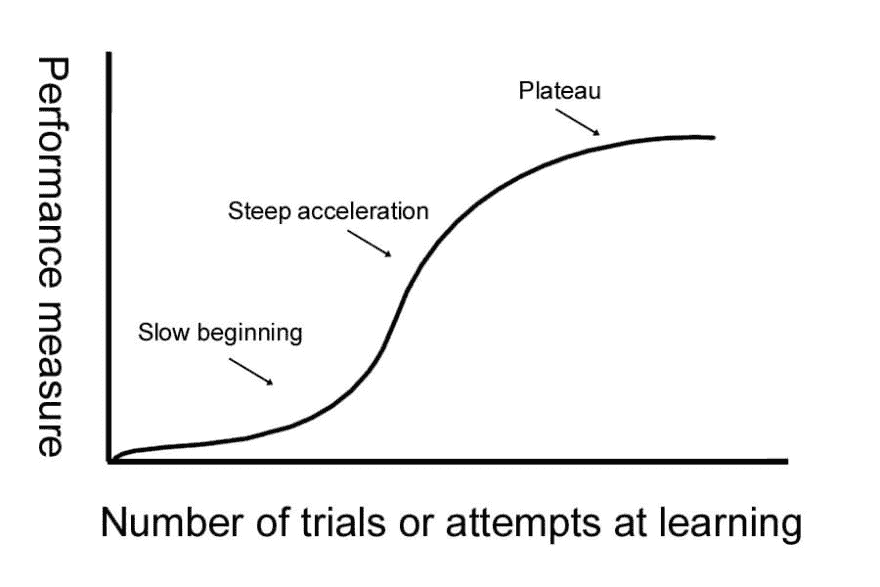 Plateau
Steep acceleration
Slow beginning
Performance measure
Number of trials or attempts at learning